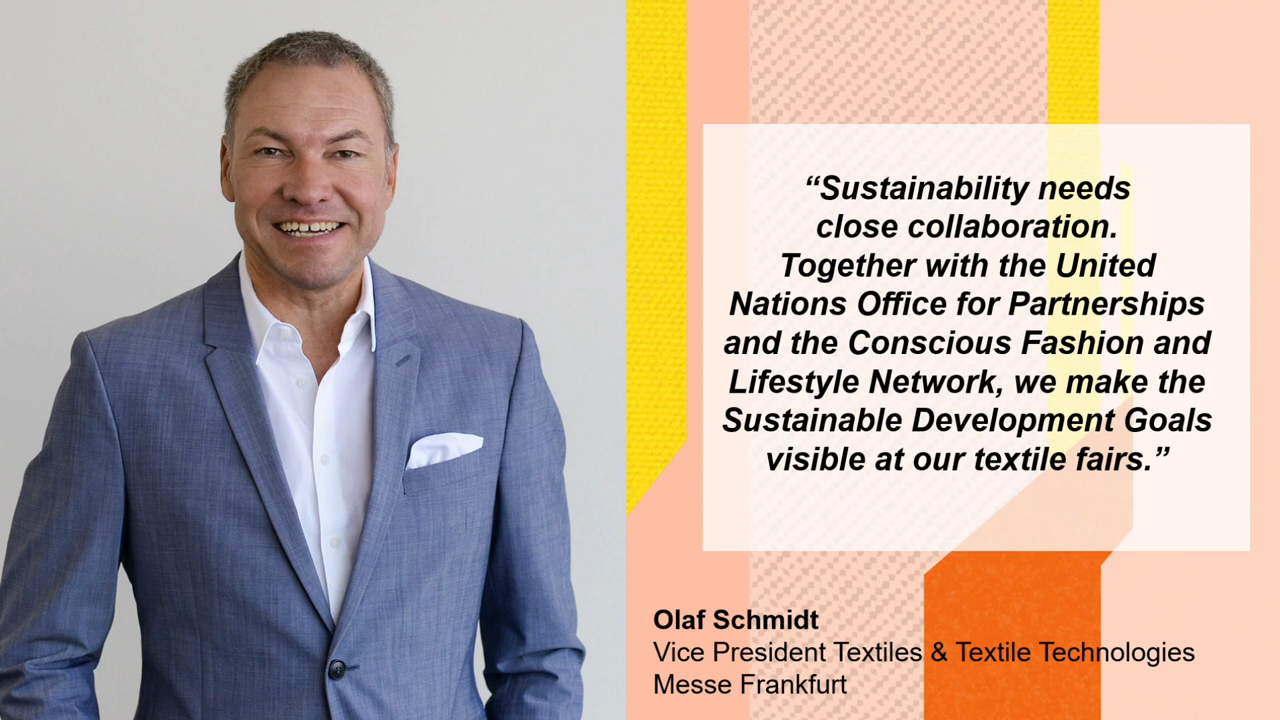 “Sustainability needs
close collaboration.
Together with the United
Nations Office for Partnerships
and the Conscious Fashion and
Lifestyle Network, we make the
Sustainable Development Goals
visible at our textile fairs.”
Olaf Schmidt
Vice President Textiles & Textile Technologies
Messe Frankfurt